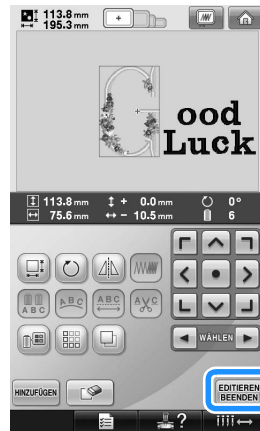 113.8 mm
195.3 mm
ood
Luck
113.8 mm + 0.0 mm 0°
75.6 mm - 10.5 mm 6
A B C
A B C
A B C
WÄHLEN
HINZUFÜGEN
EDITIEREN
BEENDEN
?